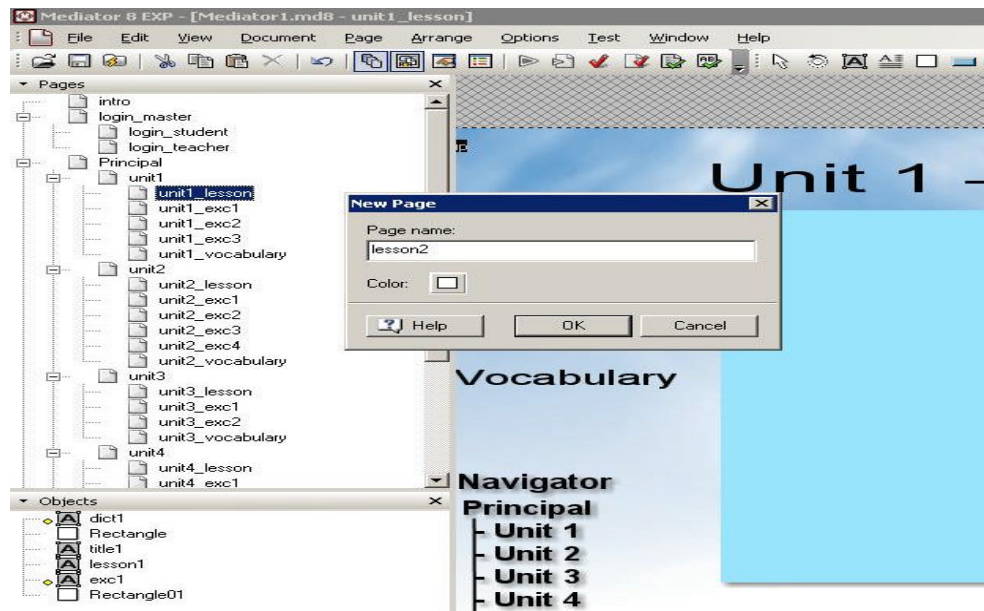 Mediator 8 EXP - [Mediator1.md8 - unit1_lesson]
File Edit View Document Page Arrange Options Test Window Help
Pages
intro
login_master
login_student
login_teacher
Principal
unit1
unit1_lesson
unit1_exc1
unit1_exc2
unit1_exc3
unit1_vocabulary
unit2
unit2_lesson
unit2_exc1
unit2_exc2
unit2_exc3
unit2_exc4
unit2_vocabulary
unit3
unit3_lesson
unit3_exc1
unit3_exc2
unit3_vocabulary
unit4
unit4_lesson
unit4_exc1
Objects
dict1
Rectangle
title1
lesson1
exc1
Rectangle01
Unit 1 -
New Page
Page name:
lesson2
Color:
Help OK Cancel
Vocabulary
Navigator
Principal
Unit 1
Unit 2
Unit 3
Unit 4